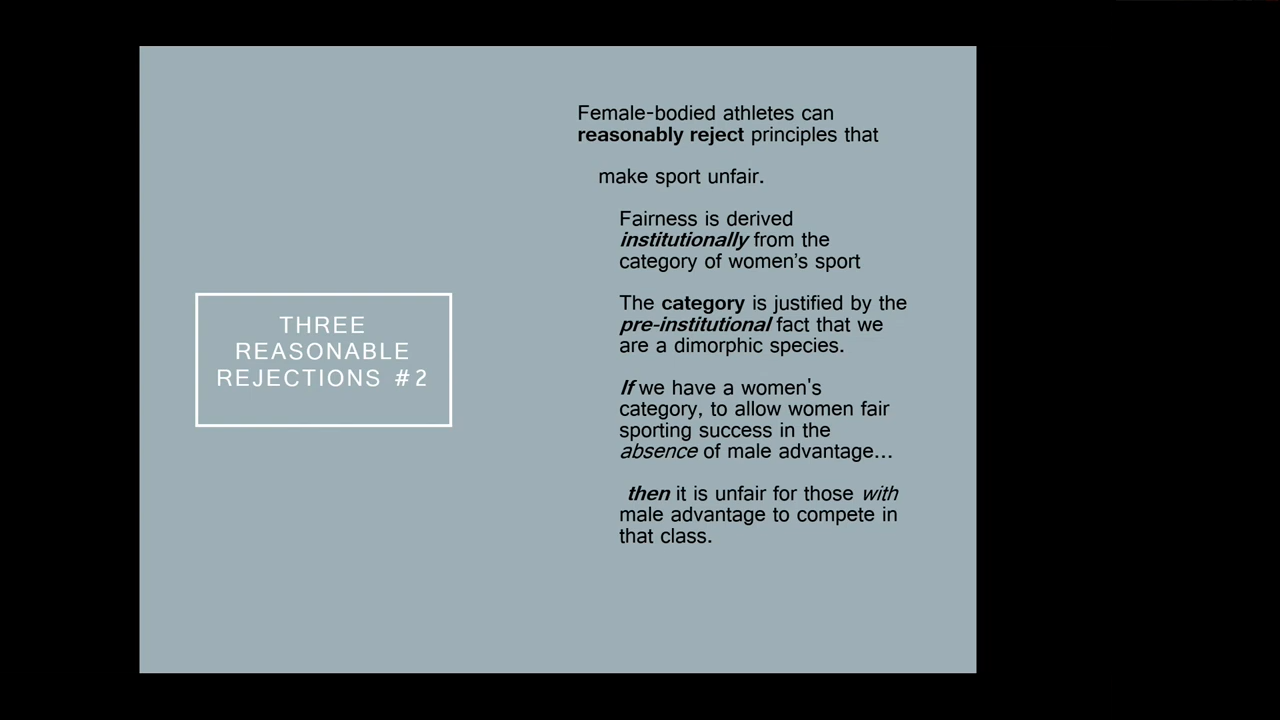 THREE
REASONABLE
REJECTIONS #2
Female-bodied athletes can
reasonably reject principles that
make sport unfair.
Fairness is derived
institutionally from the
category of women's sport
The category is justified by the
pre-institutional fact that we
are a dimorphic species.
If we have a women's
category, to allow women fair
sporting success in the
absence of male advantage...
then it is unfair for those with
male advantage to compete in
that class.